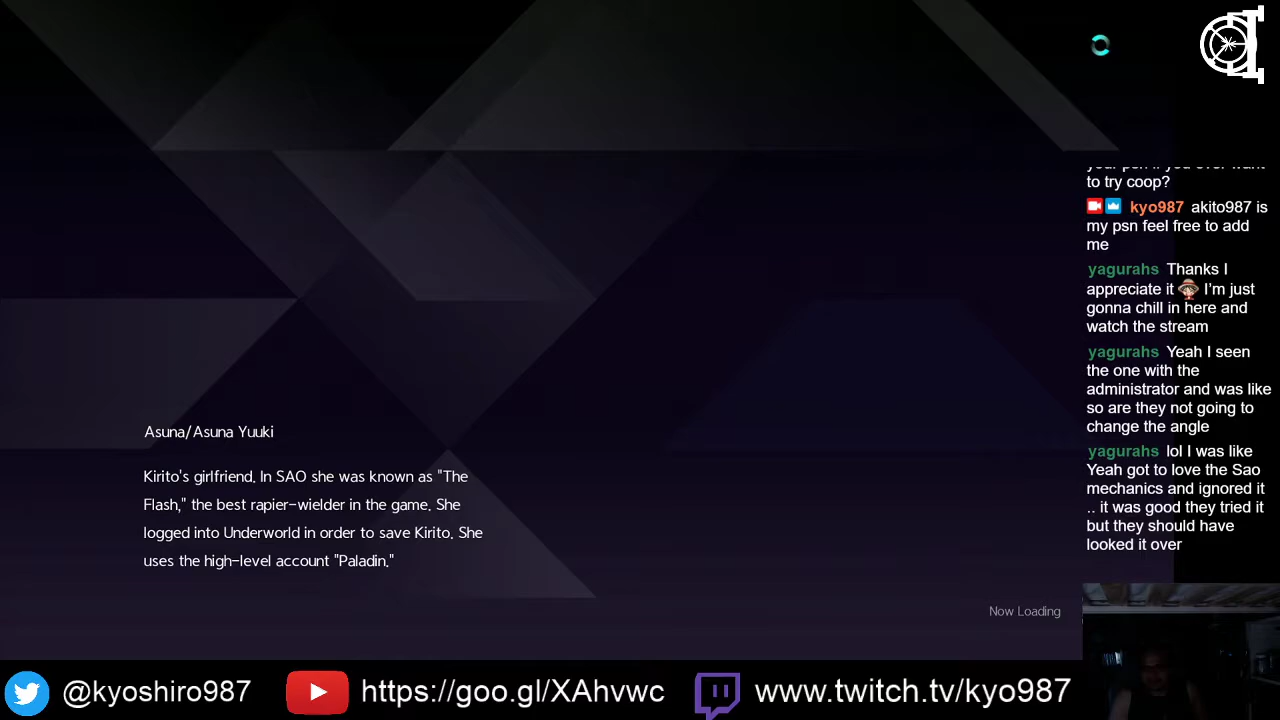 to try coop?
kyo987 akito987 is
my psn feel free to add
me
yagurahs Thanks I
appreciate it I'm just
gonna chill in here and
watch the stream
yagurahs Yeah I seen
the one with the
administrator and was like
so are they not going to
change the angle
yagurahs lol I was like
Yeah got to love the Sao
mechanics and ignored it
.. it was good they tried it
but they should have
looked it over
Asuna/Asuna Yuuki
Kirito's girlfriend. In SAO she was known as "The
Flash," the best rapier-wielder in the game. She
logged into Underworld in order to save Kirito. She
uses the high-level account "Paladin."
Now Loading
@kyoshiro987
https://goo.gl/XAhvwc
www.twitch.tv/kyo987